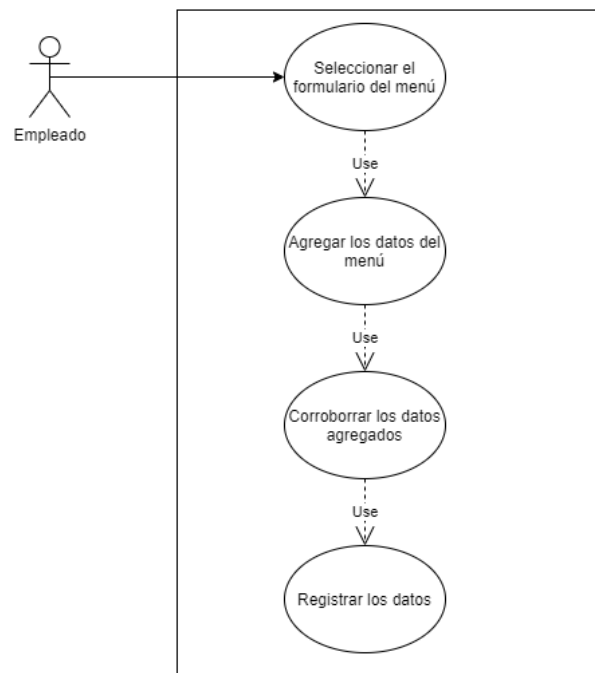 Seleccionar el
formulario del menú
Empleado
Use
Agregar los datos del
menú
Use
Corroborrar los datos
agregados
Use
Registrar los datos